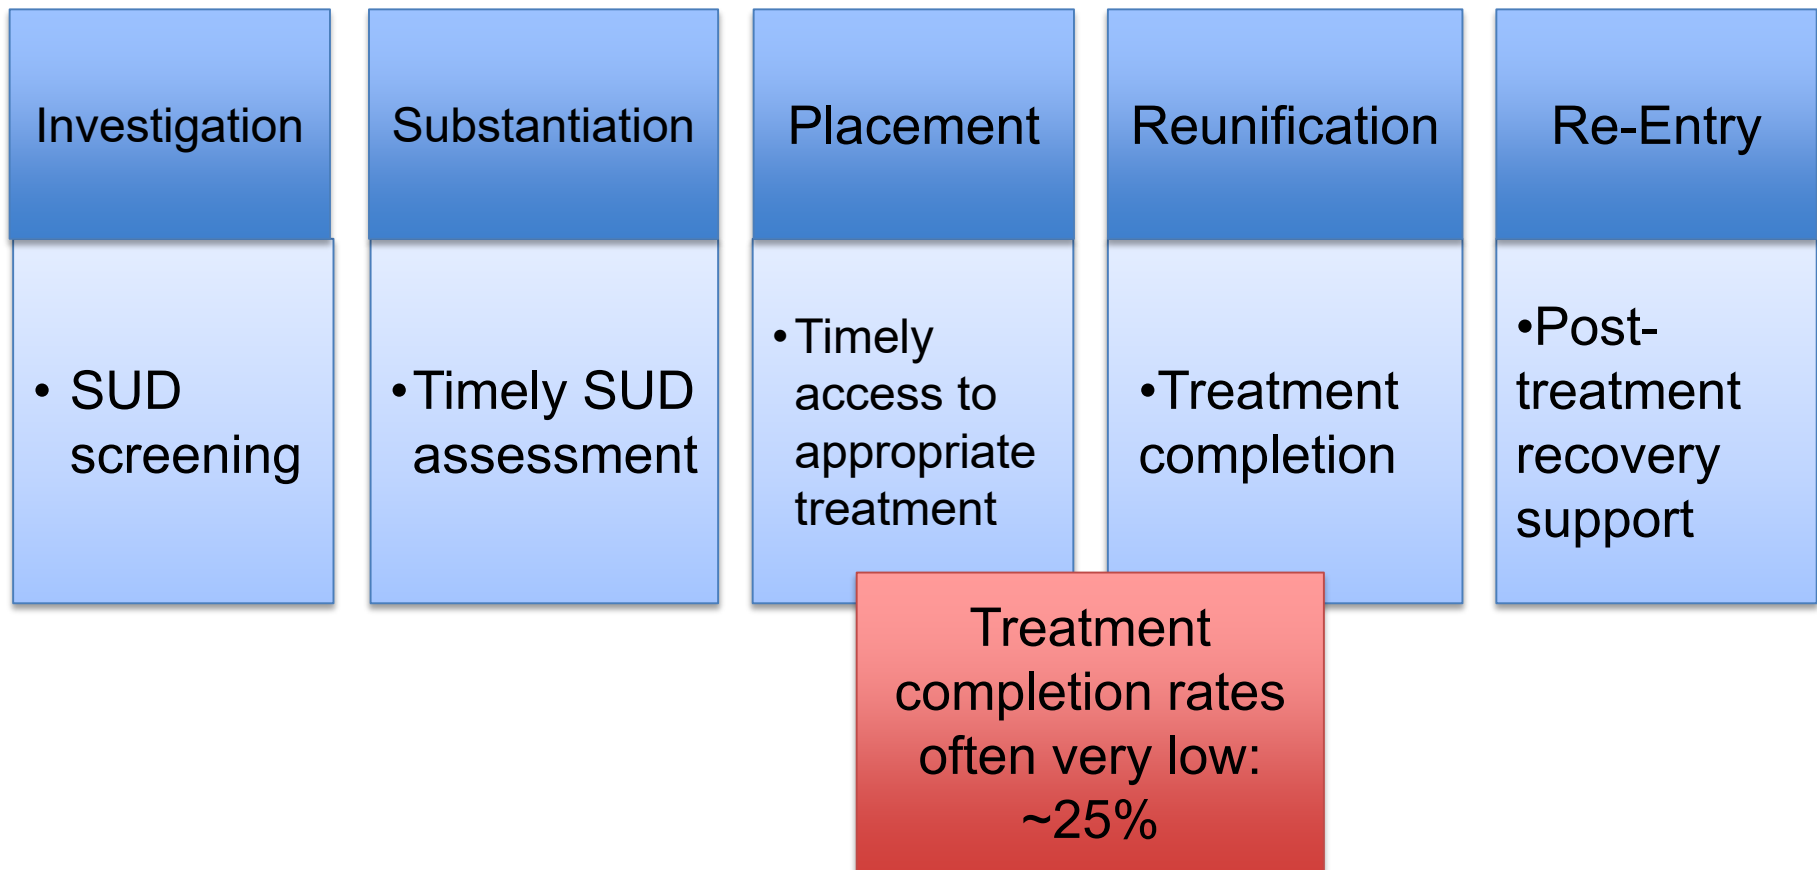 Investigation
Substantiation
Placement
Reunification
Re-Entry
• SUD
screening
•Timely SUD
assessment
•Timely
access to
appropriate
treatment
•Treatment
completion
•Post-
treatment
recovery
support
Treatment
completion rates
often very low:
~25%